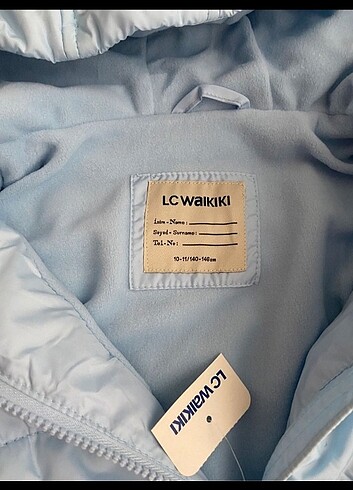 LC WAIKIKI
İsim - Name:
Soyad - Surname:
Tel - No:
10-11/140-146cm
LC WAIKIKI